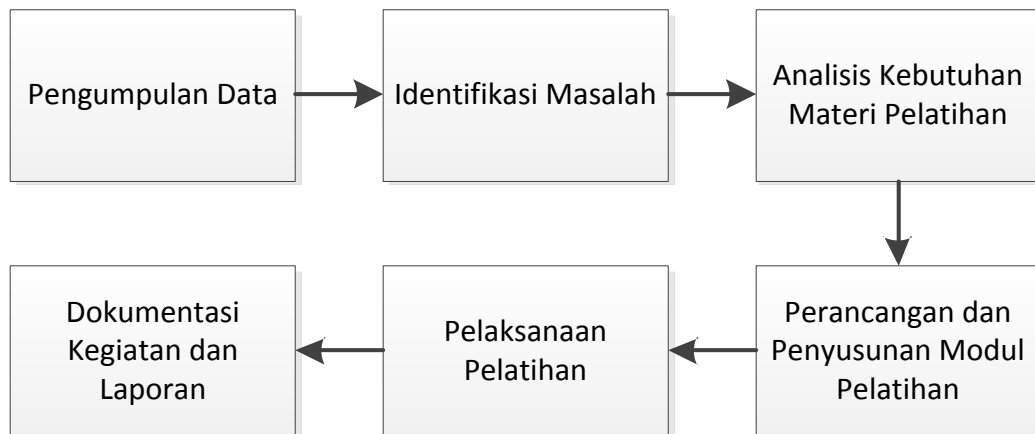 Pengumpulan Data
Identifikasi Masalah
Analisis Kebutuhan
Materi Pelatihan
Perancangan dan
Penyusunan Modul
Pelatihan
Pelaksanaan
Pelatihan
Dokumentasi
Kegiatan dan
Laporan